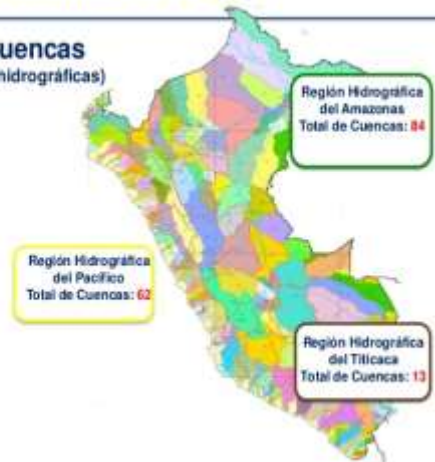 uencas
hidrográficas)
Región Hidrográfica
del Amazonas
Total de Cuencas: 84
Región Hidrográfica
del Pacífico
Total de Cuencas: 62
Región Hidrográfica
del Titicaca
Total de Cuencas: 13